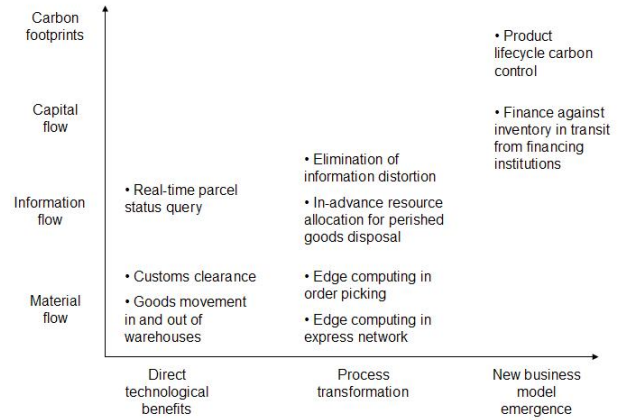 Carbon
footprints
• Product
lifecycle carbon
control
Capital
flow
• Finance against
inventory in transit
from financing
institutions
• Elimination of
information distortion
Information
flow
• Real-time parcel
status query
• In-advance resource
allocation for perished
goods disposal
Material
flow
• Customs clearance
• Goods movement
in and out of
warehouses
• Edge computing in
order picking
• Edge computing in
express network
Direct
technological
benefits
Process
transformation
New business
model
emergence